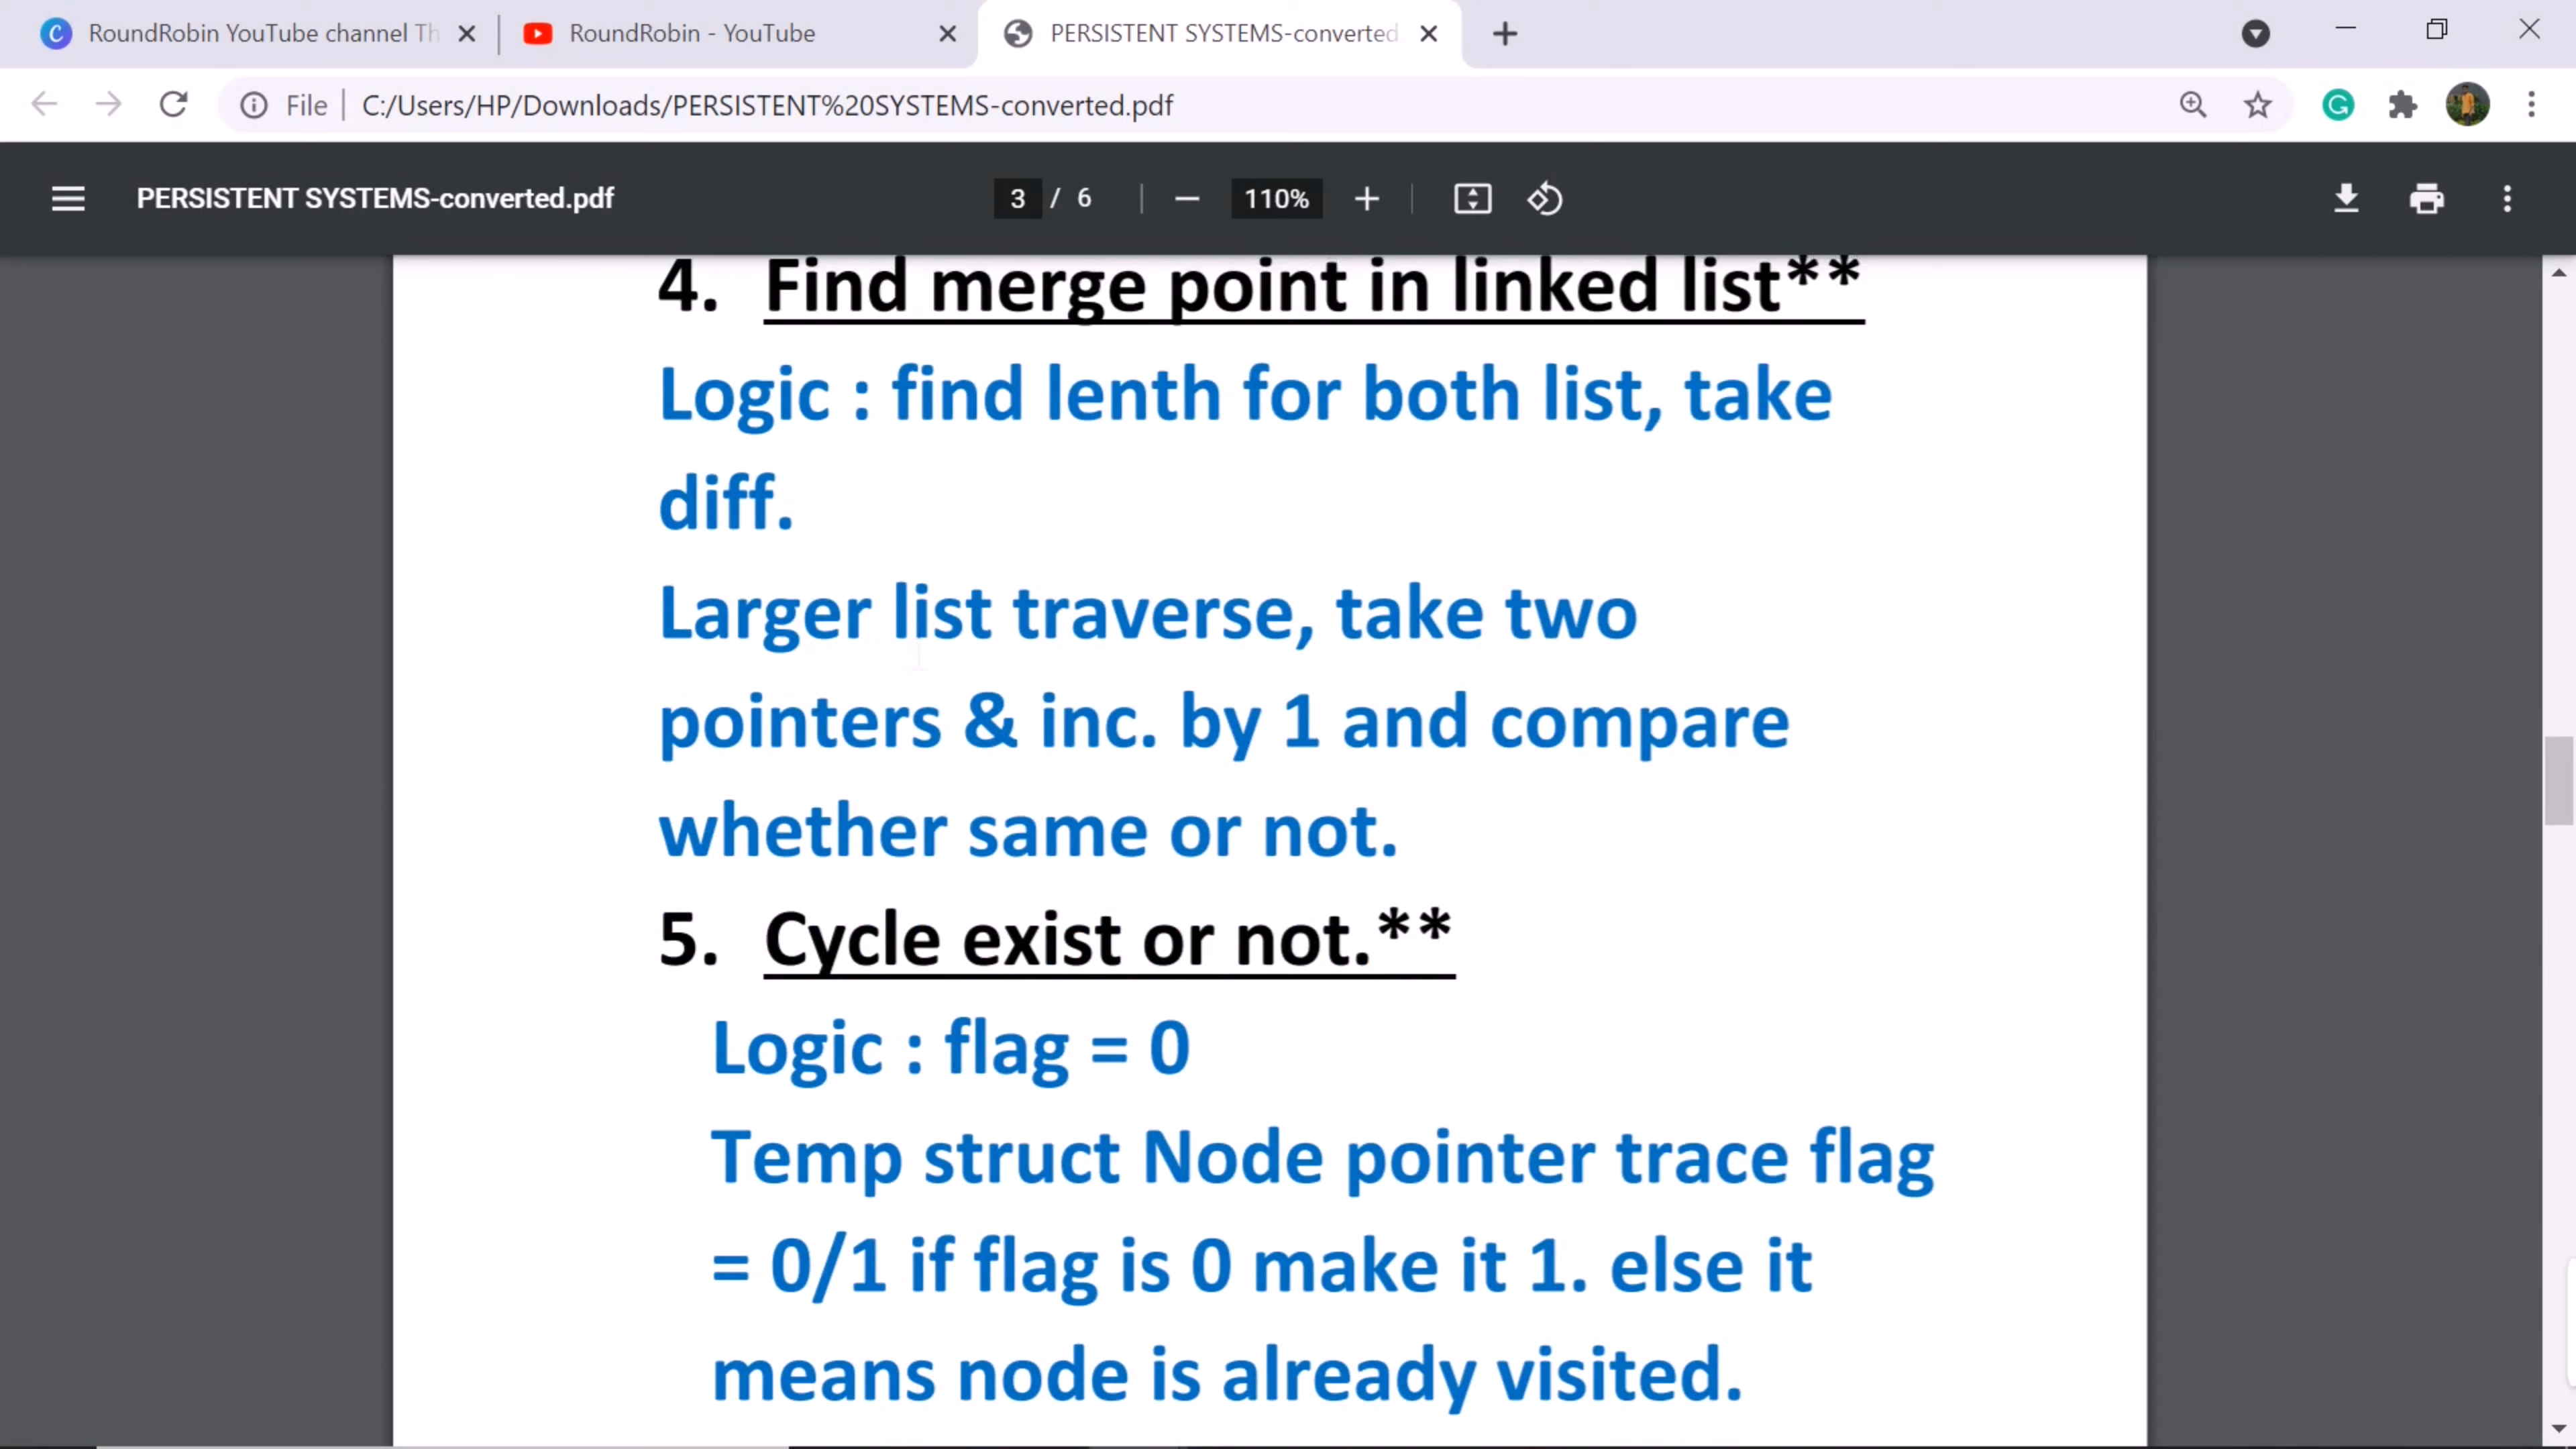 RoundRobin YouTube channel Th
RoundRobin - YouTube
PERSISTENT SYSTEMS-converted
File
C:/Users/HP/Downloads/PERSISTENT%20SYSTEMS-converted.pdf
PERSISTENT SYSTEMS-converted.pdf
3 / 6
110%
4. Find merge point in linked list**
Logic : find lenth for both list, take
diff.
Larger list traverse, take two
pointers & inc. by 1 and compare
whether same or not.
5. Cycle exist or not.**
Logic : flag = 0
Temp struct Node pointer trace flag
= 0/1 if flag is 0 make it 1. else it
means node is already visited.